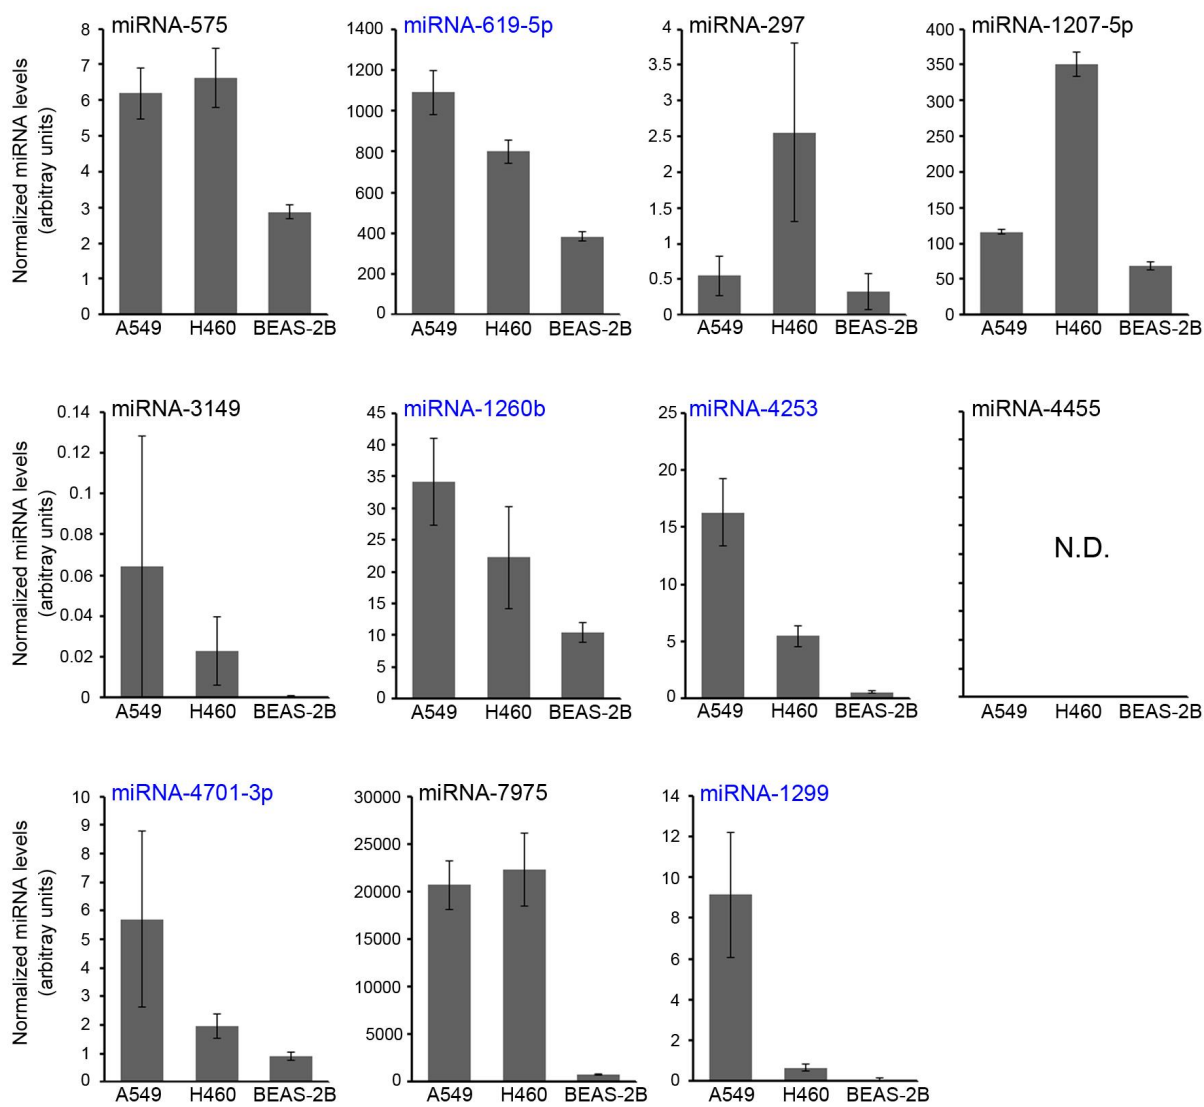 miRNA-575
Normalized miRNA levels
(arbitray units)
8
7
6
5
4
3
2
1
0
A549 H460 BEAS-2B
miRNA-619-5p
1400
1200
1000
800
600
400
200
0
A549 H460 BEAS-2B
miRNA-297
4
3.5
3
2.5
2
1.5
1
0.5
0
A549 H460 BEAS-2B
miRNA-1207-5p
400
350
300
250
200
150
100
50
0
A549 H460 BEAS-2B
miRNA-3149
Normalized miRNA levels
(arbitray units)
0.14
0.12
0.1
0.08
0.06
0.04
0.02
0
A549 H460 BEAS-2B
miRNA-1260b
45
40
35
30
25
20
15
10
5
0
A549 H460 BEAS-2B
miRNA-4253
25
20
15
10
5
0
A549 H460 BEAS-2B
miRNA-4455
N.D.
A549 H460 BEAS-2B
miRNA-4701-3p
Normalized miRNA levels
(arbitray units)
10
9
8
7
6
5
4
3
2
1
0
A549 H460 BEAS-2B
miRNA-7975
30000
25000
20000
15000
10000
5000
0
A549 H460 BEAS-2B
miRNA-1299
14
12
10
8
6
4
2
0
A549 H460 BEAS-2B